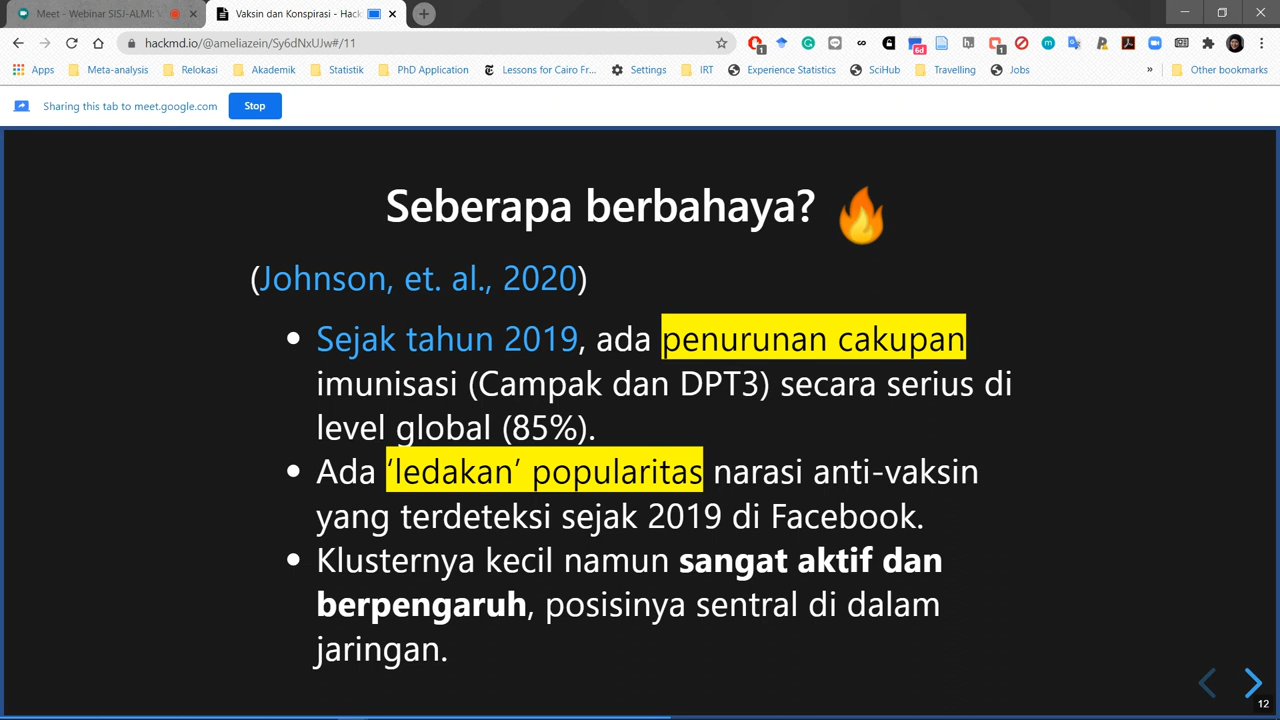 Meet - Webinar SISJ-ALMI: V
Vaksin dan Konspirasi - Hack
hackmd.io/@ameliazein/Sy6dNxUJw#/11
1
6d
1
Apps
Meta-analysis
Relokasi
Akademik
Statistik
PhD Application
Lessons for Cairo Fr...
Settings
IRT
Experience Statistics
SciHub
Travelling
Jobs
»
Other bookmarks
Sharing this tab to meet.google.com
Stop
Seberapa berbahaya?
(Johnson, et. al., 2020)
• Sejak tahun 2019, ada penurunan cakupan
imunisasi (Campak dan DPT3) secara serius di
level global (85%).
• Ada ‘ledakan’ popularitas narasi anti-vaksin
yang terdeteksi sejak 2019 di Facebook.
• Klusternya kecil namun sangat aktif dan
berpengaruh, posisinya sentral di dalam
jaringan.
12